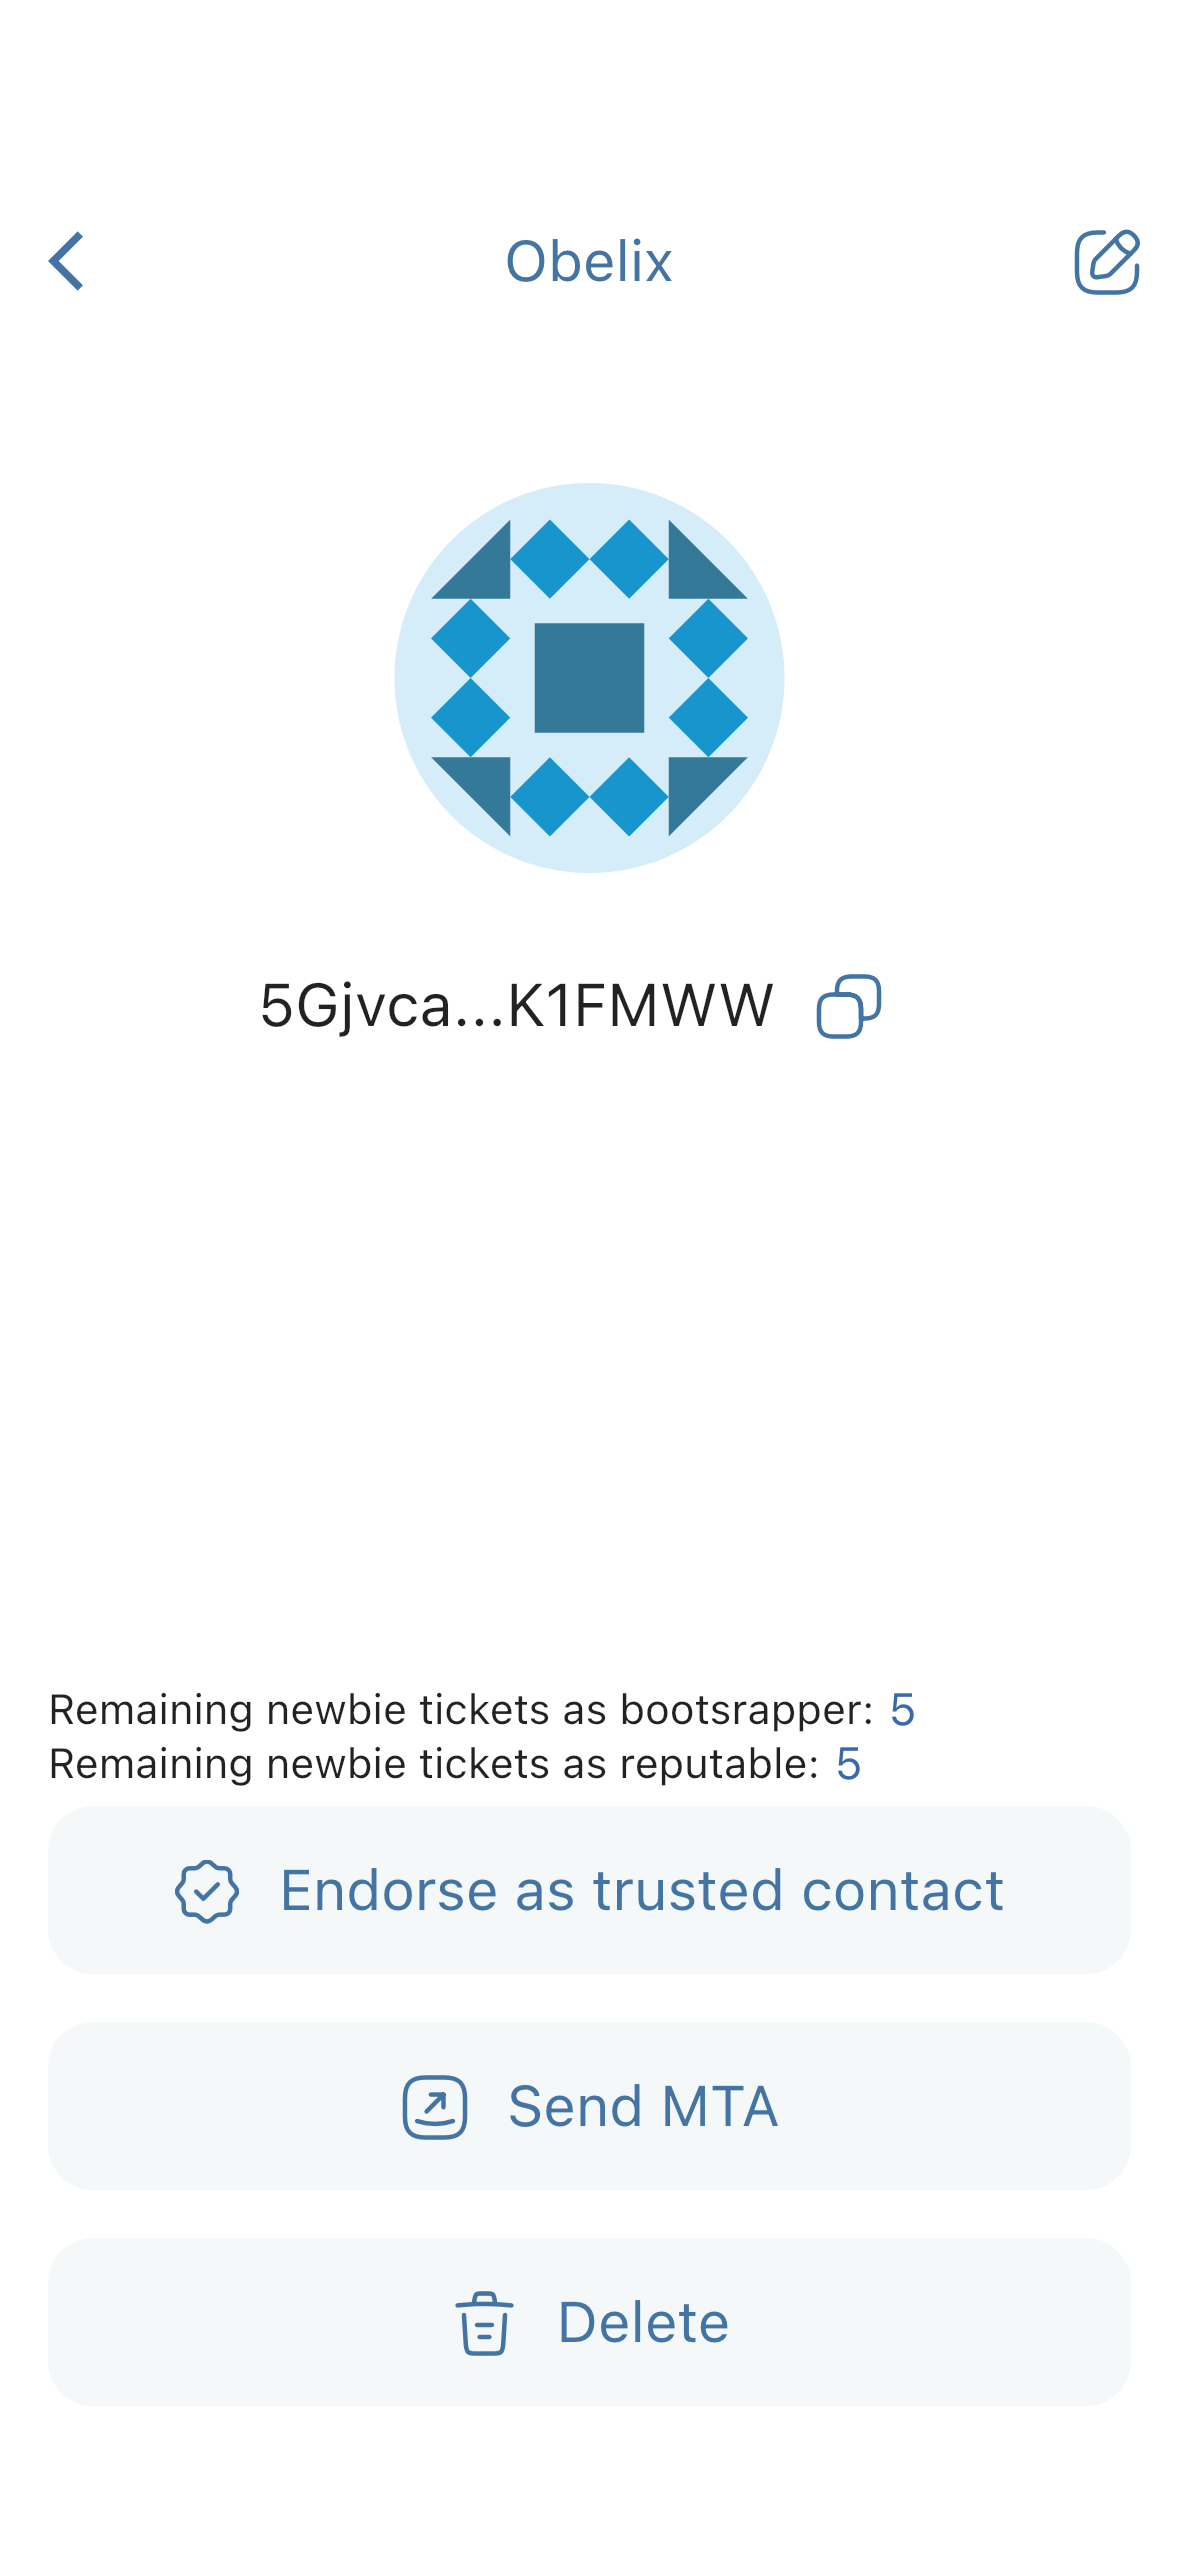 Obelix
5Gjvca...K1FMWW
Remaining newbie tickets as bootsrapper: 5
Remaining newbie tickets as reputable: 5
Endorse as trusted contact
Send MTA
Delete